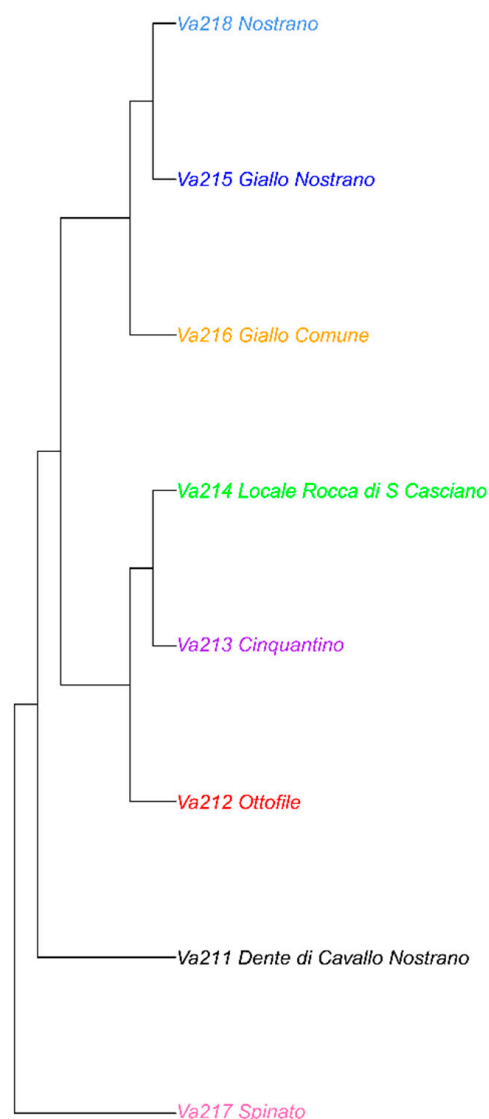 Va218 Nostrano
Va215 Giallo Nostrano
Va216 Giallo Comune
Va214 Locale Rocca di S Casciano
Va213 Cinquantino
Va212 Ottofile
Va211 Dente di Cavallo Nostrano
Va217 Spinato